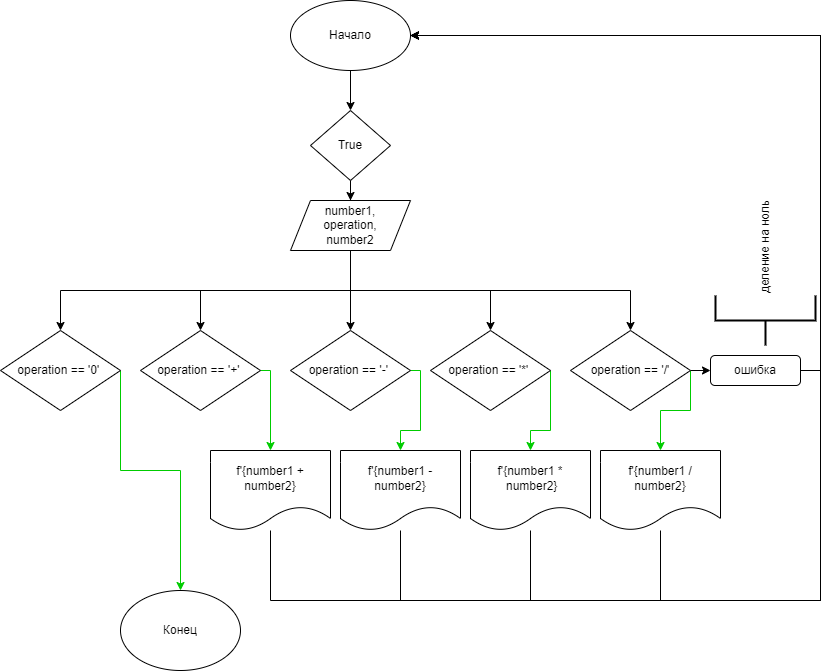 Начало
True
number1,
operation,
number2
деление на ноль
operation == '0'
operation == '+'
operation == '-'
operation == '*'
operation == '/'
ошибка
f'{number1 +
number2}
f'{number1 -
number2}
f'{number1 *
number2}
f'{number1 /
number2}
Конец